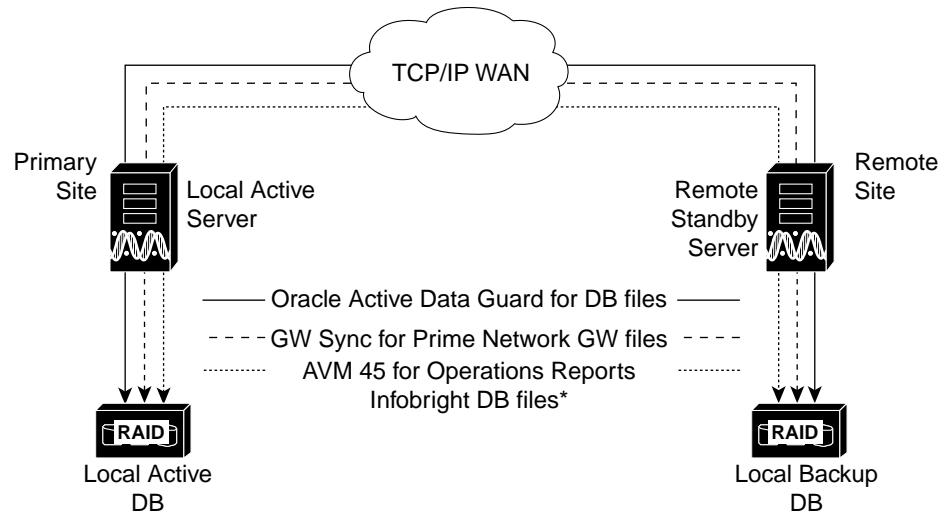 TCP/IP WAN
Primary
Site
Local Active
Server
Remote
Standby
Server
Remote
Site
Oracle Active Data Guard for DB files
GW Sync for Prime Network GW files
AVM 45 for Operations Reports
Infobright DB files*
RAID
Local Active
DB
RAID
Local Backup
DB